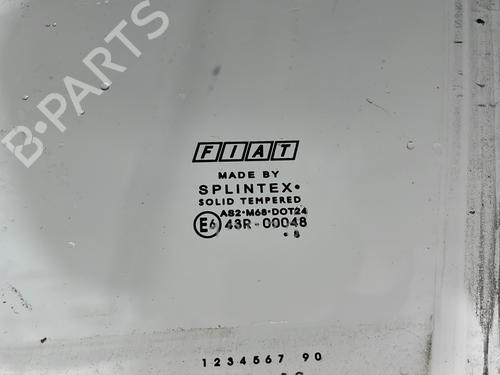 B-PARTS
FIAT
MADE BY
SPLINTEX•
SOLID TEMPERED
AS2•M68•DOT24
E6 43R-00048
1234567 90